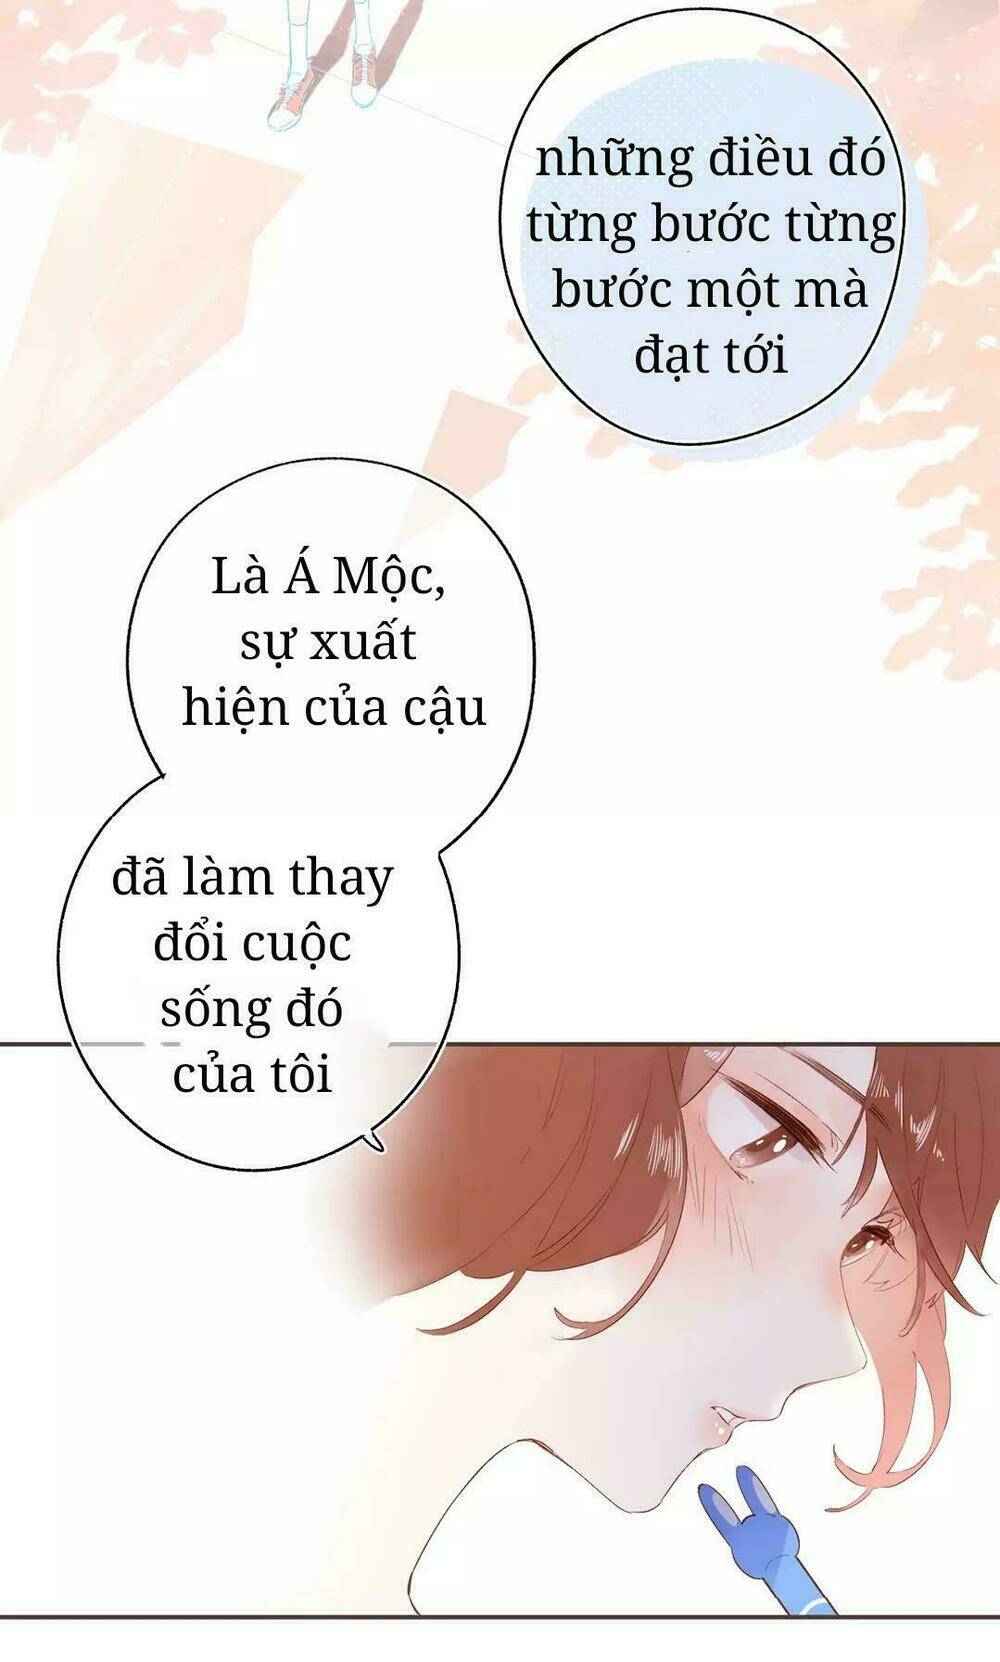 những điều đó
từng bước từng
bước một mà
đạt tới
Là Á Mộc,
sự xuất
hiện của cậu
đã làm thay
đổi cuộc
sống đó
của tôi